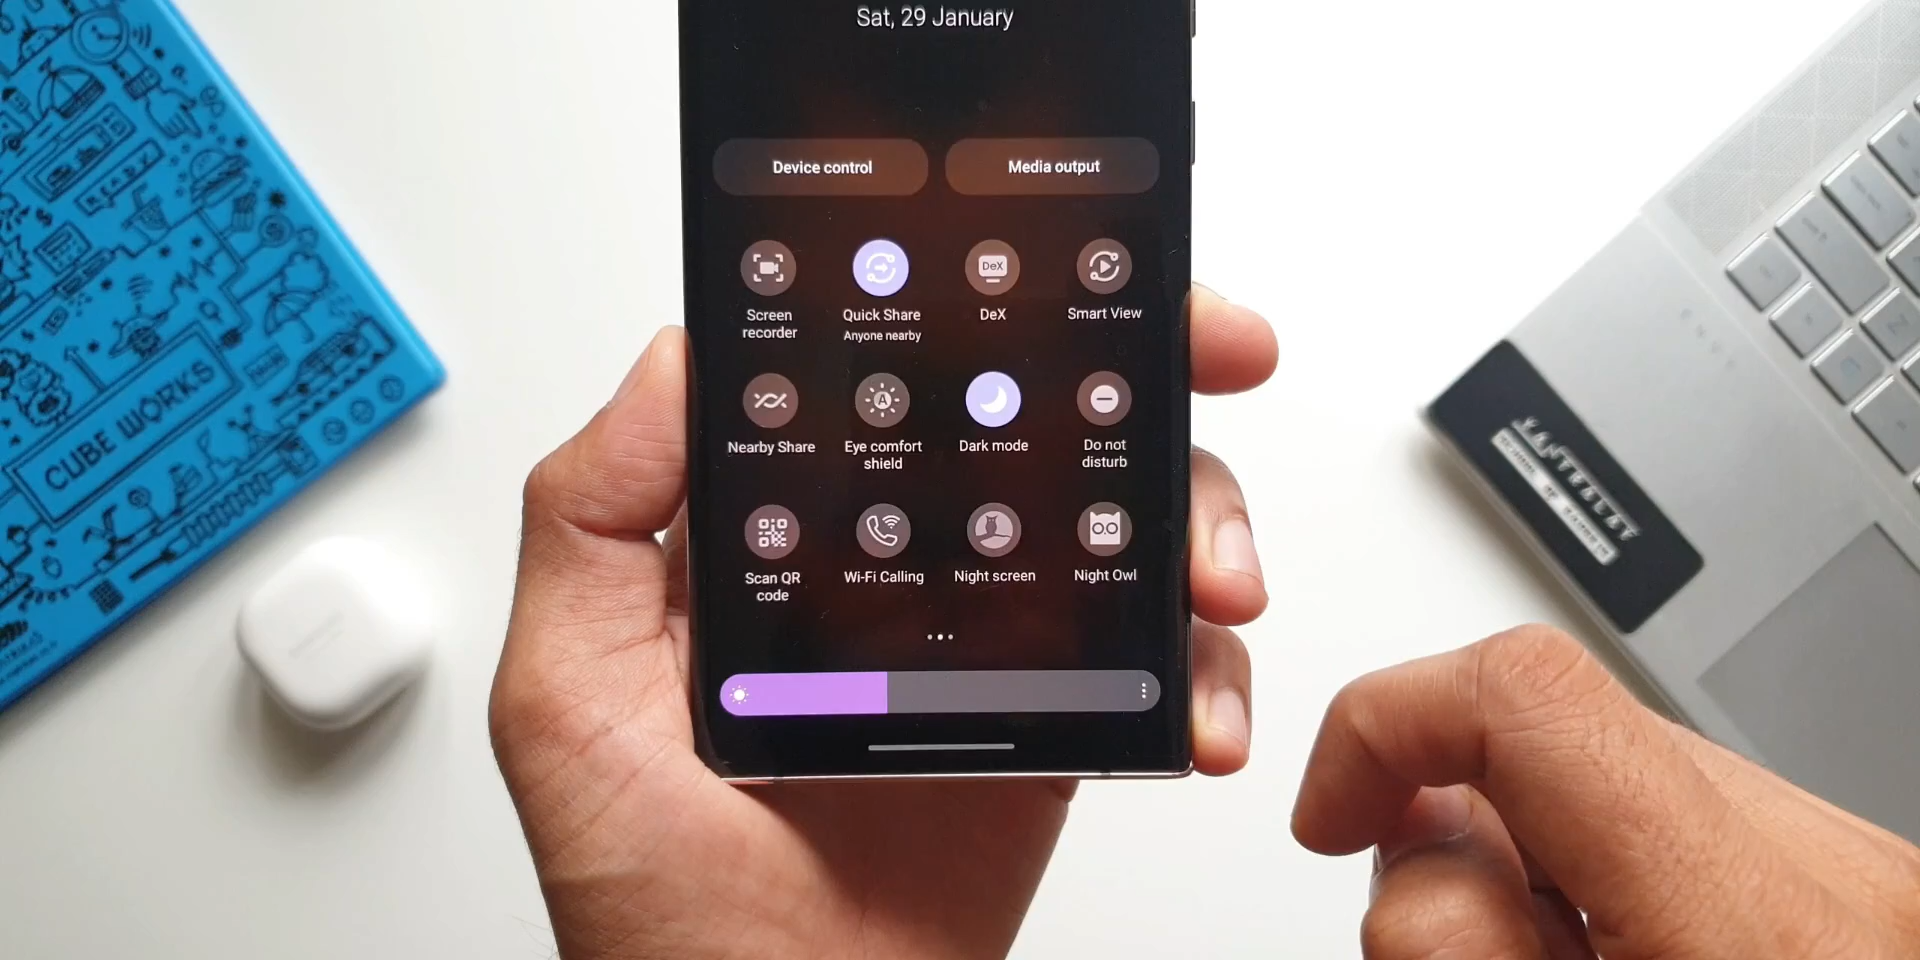 Sat, 29 January
Device control
Media output
Screen
recorder
Quick Share
Anyone nearby
DeX
DeX
Smart View
Nearby Share
A
Eye comfort
shield
Dark mode
Do not
disturb
Scan QR
code
Wi-Fi Calling
Night screen
Night Owl
READY
CUBE WORKS